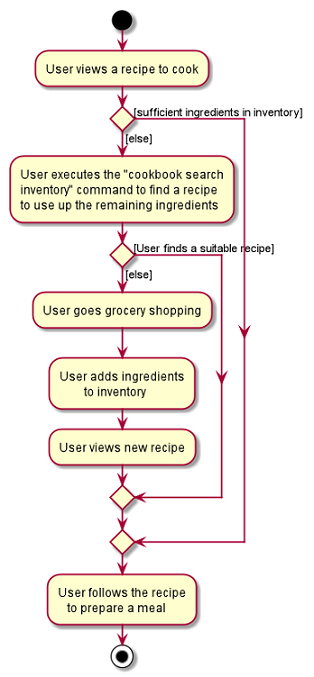 User views a recipe to cook
[sufficient ingredients in inventory]
[else]
User executes the "cookbook search
inventory" command to find a recipe
to use up the remaining ingredients
[User finds a suitable recipe]
[else]
User goes grocery shopping
User adds ingredients
to inventory
User views new recipe
User follows the recipe
to prepare a meal